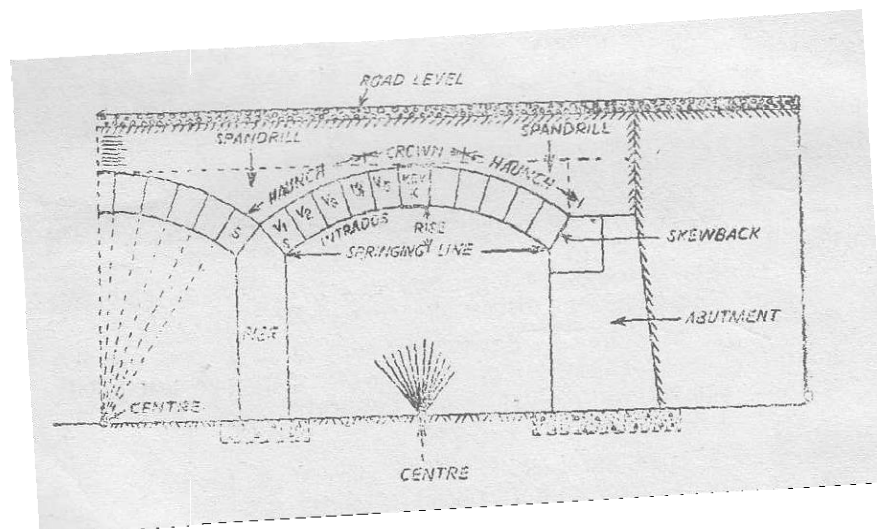 ROAD LEVEL
SPANDRILL
SPANDRILL
CROWN
HAUNCH
HAUNCH
S
V1
V2
V3
V4
V5
KEY
K
S
INTRADOS
RISE
SPRINGING LINE
SKEWBACK
PIER
ABUTMENT
CENTRE
CENTRE